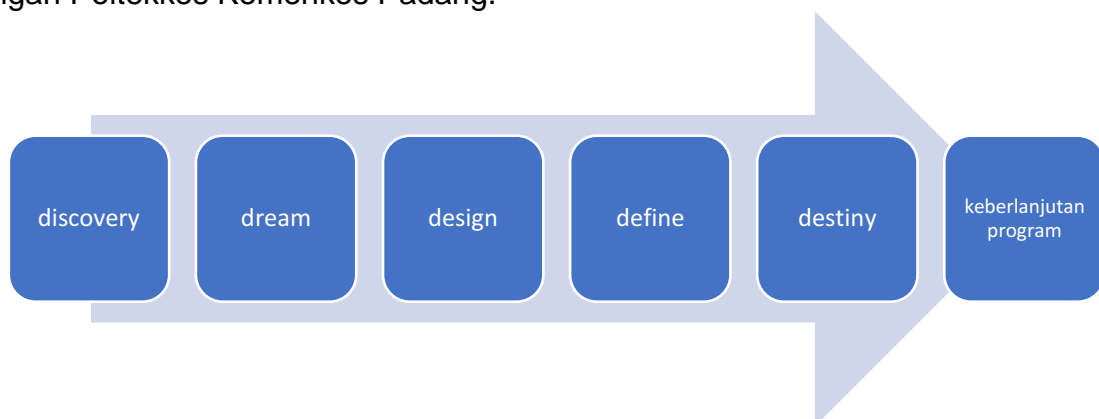 discovery
dream
design
define
destiny
keberlanjutan
program